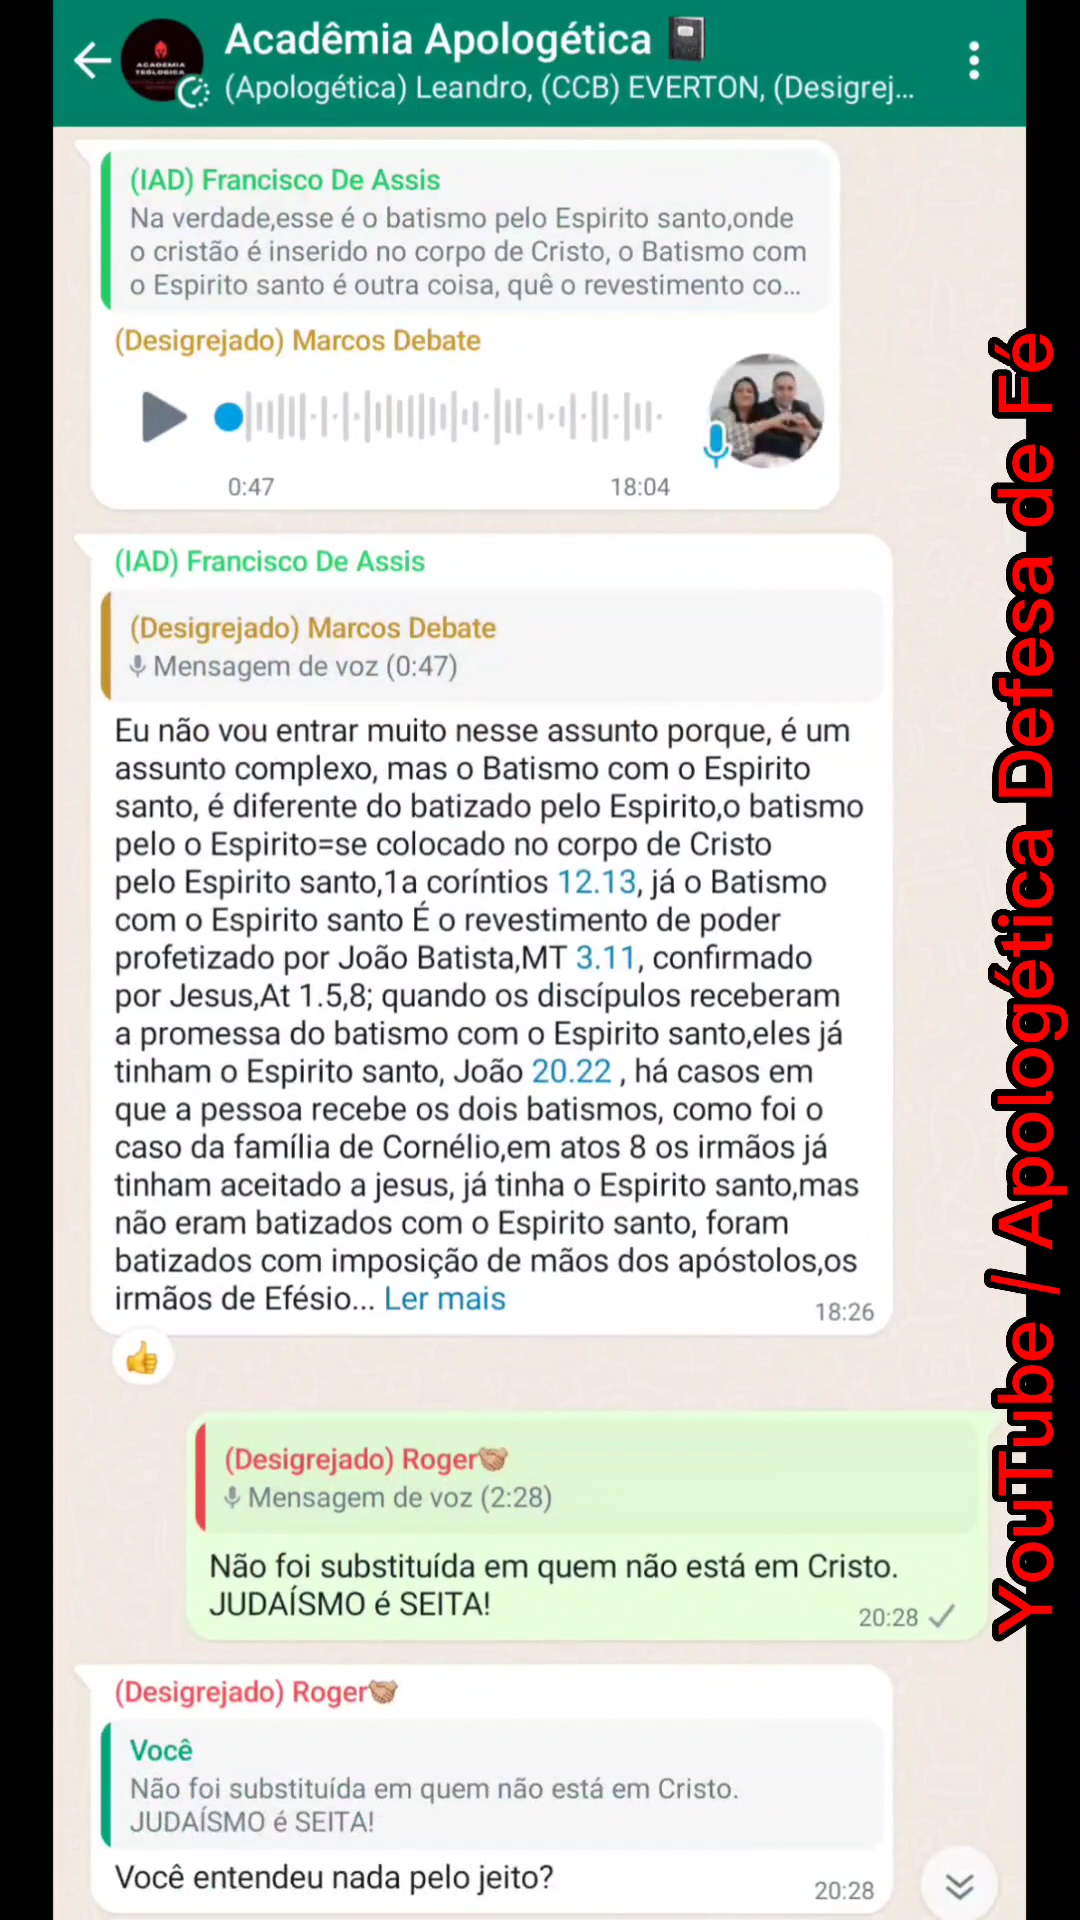 Acadêmia Apologética
(Apologética) Leandro, (CCB) EVERTON, (Desigrej...
ACADEMIA
TEOLOGICA
(IAD) Francisco De Assis
Na verdade,esse é o batismo pelo Espirito santo,onde
o cristão é inserido no corpo de Cristo, o Batismo com
o Espirito santo é outra coisa, quê o revestimento co...
(Desigrejado) Marcos Debate
0:47
18:04
(IAD) Francisco De Assis
(Desigrejado) Marcos Debate
Mensagem de voz (0:47)
Eu não vou entrar muito nesse assunto porque, é um
assunto complexo, mas o Batismo com o Espirito
santo, é diferente do batizado pelo Espirito,o batismo
pelo o Espirito=se colocado no corpo de Cristo
pelo Espirito santo,1a coríntios 12.13, já o Batismo
com o Espirito santo É o revestimento de poder
profetizado por João Batista,MT 3.11, confirmado
por Jesus,At 1.5,8; quando os discípulos receberam
a promessa do batismo com o Espirito santo,eles já
tinham o Espirito santo, João 20.22 , há casos em
que a pessoa recebe os dois batismos, como foi o
caso da família de Cornélio,em atos 8 os irmãos já
tinham aceitado a jesus, já tinha o Espirito santo,mas
não eram batizados com o Espirito santo, foram
batizados com imposição de mãos dos apóstolos,os
irmãos de Efésio... Ler mais
18:26
(Desigrejado) Roger
Mensagem de voz (2:28)
Não foi substituída em quem não está em Cristo.
JUDAÍSMO é SEITA!
20:28
(Desigrejado) Roger
Você
Não foi substituída em quem não está em Cristo.
JUDAÍSMO é SEITA!
Você entendeu nada pelo jeito?
20:28
YouTube / Apologética Defesa de Fé